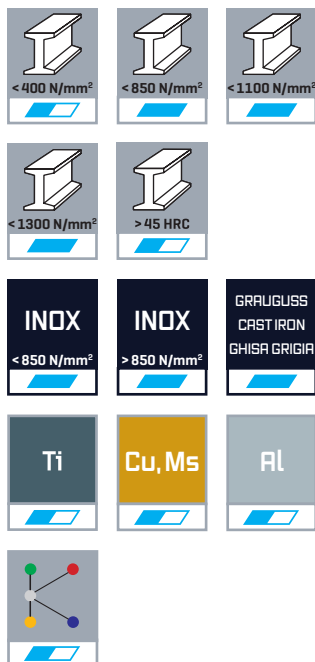 < 400 N/mm²
< 850 N/mm²
< 1100 N/mm²
< 1300 N/mm²
> 45 HRC
INOX
< 850 N/mm²
INOX
> 850 N/mm²
GRAUGUSS
CAST IRON
GHISA GRIGIA
Ti
Cu, Ms
Al